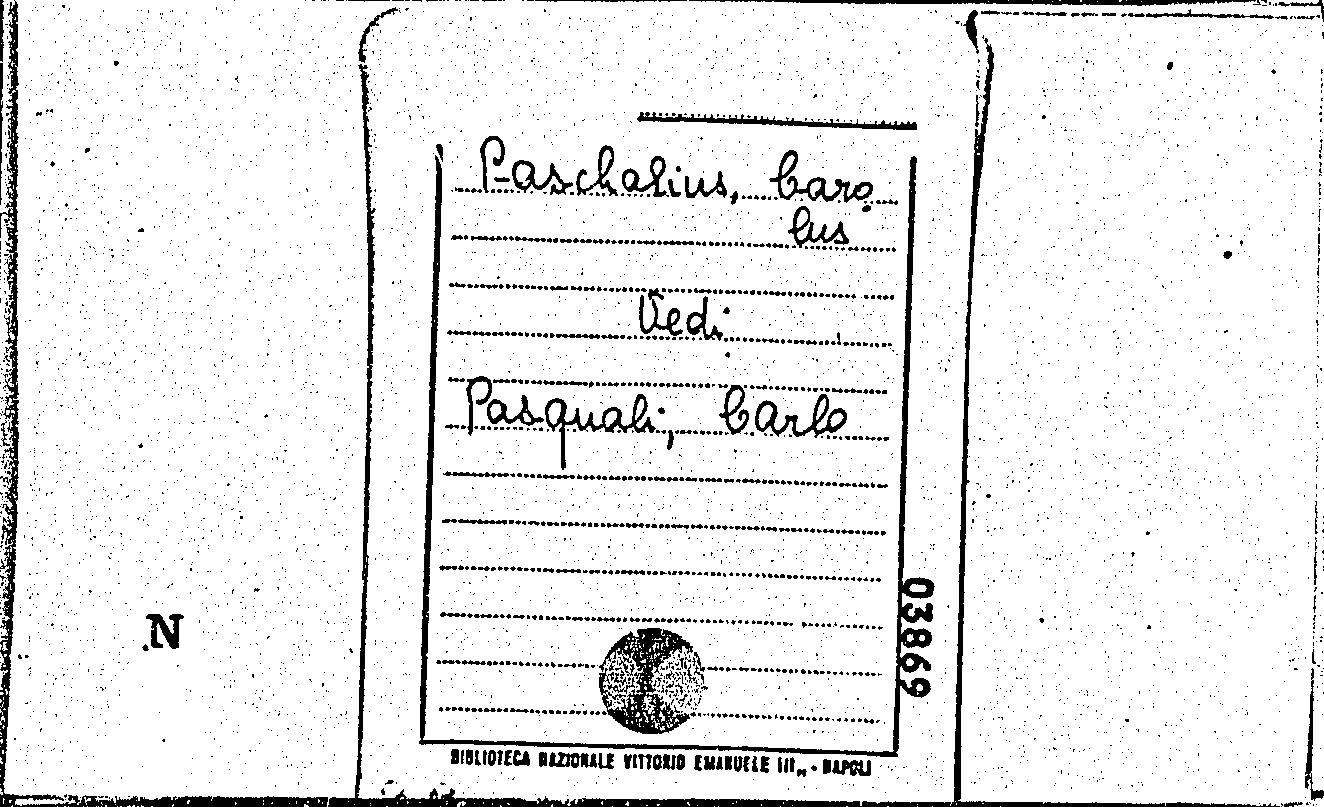 Paschalius, Caro
lus
Vedi
Pasquali, Carlo
N
03869
BIBLIOTECA NAZIONALE VITTORIO EMANUELE III„ - NAPOLI